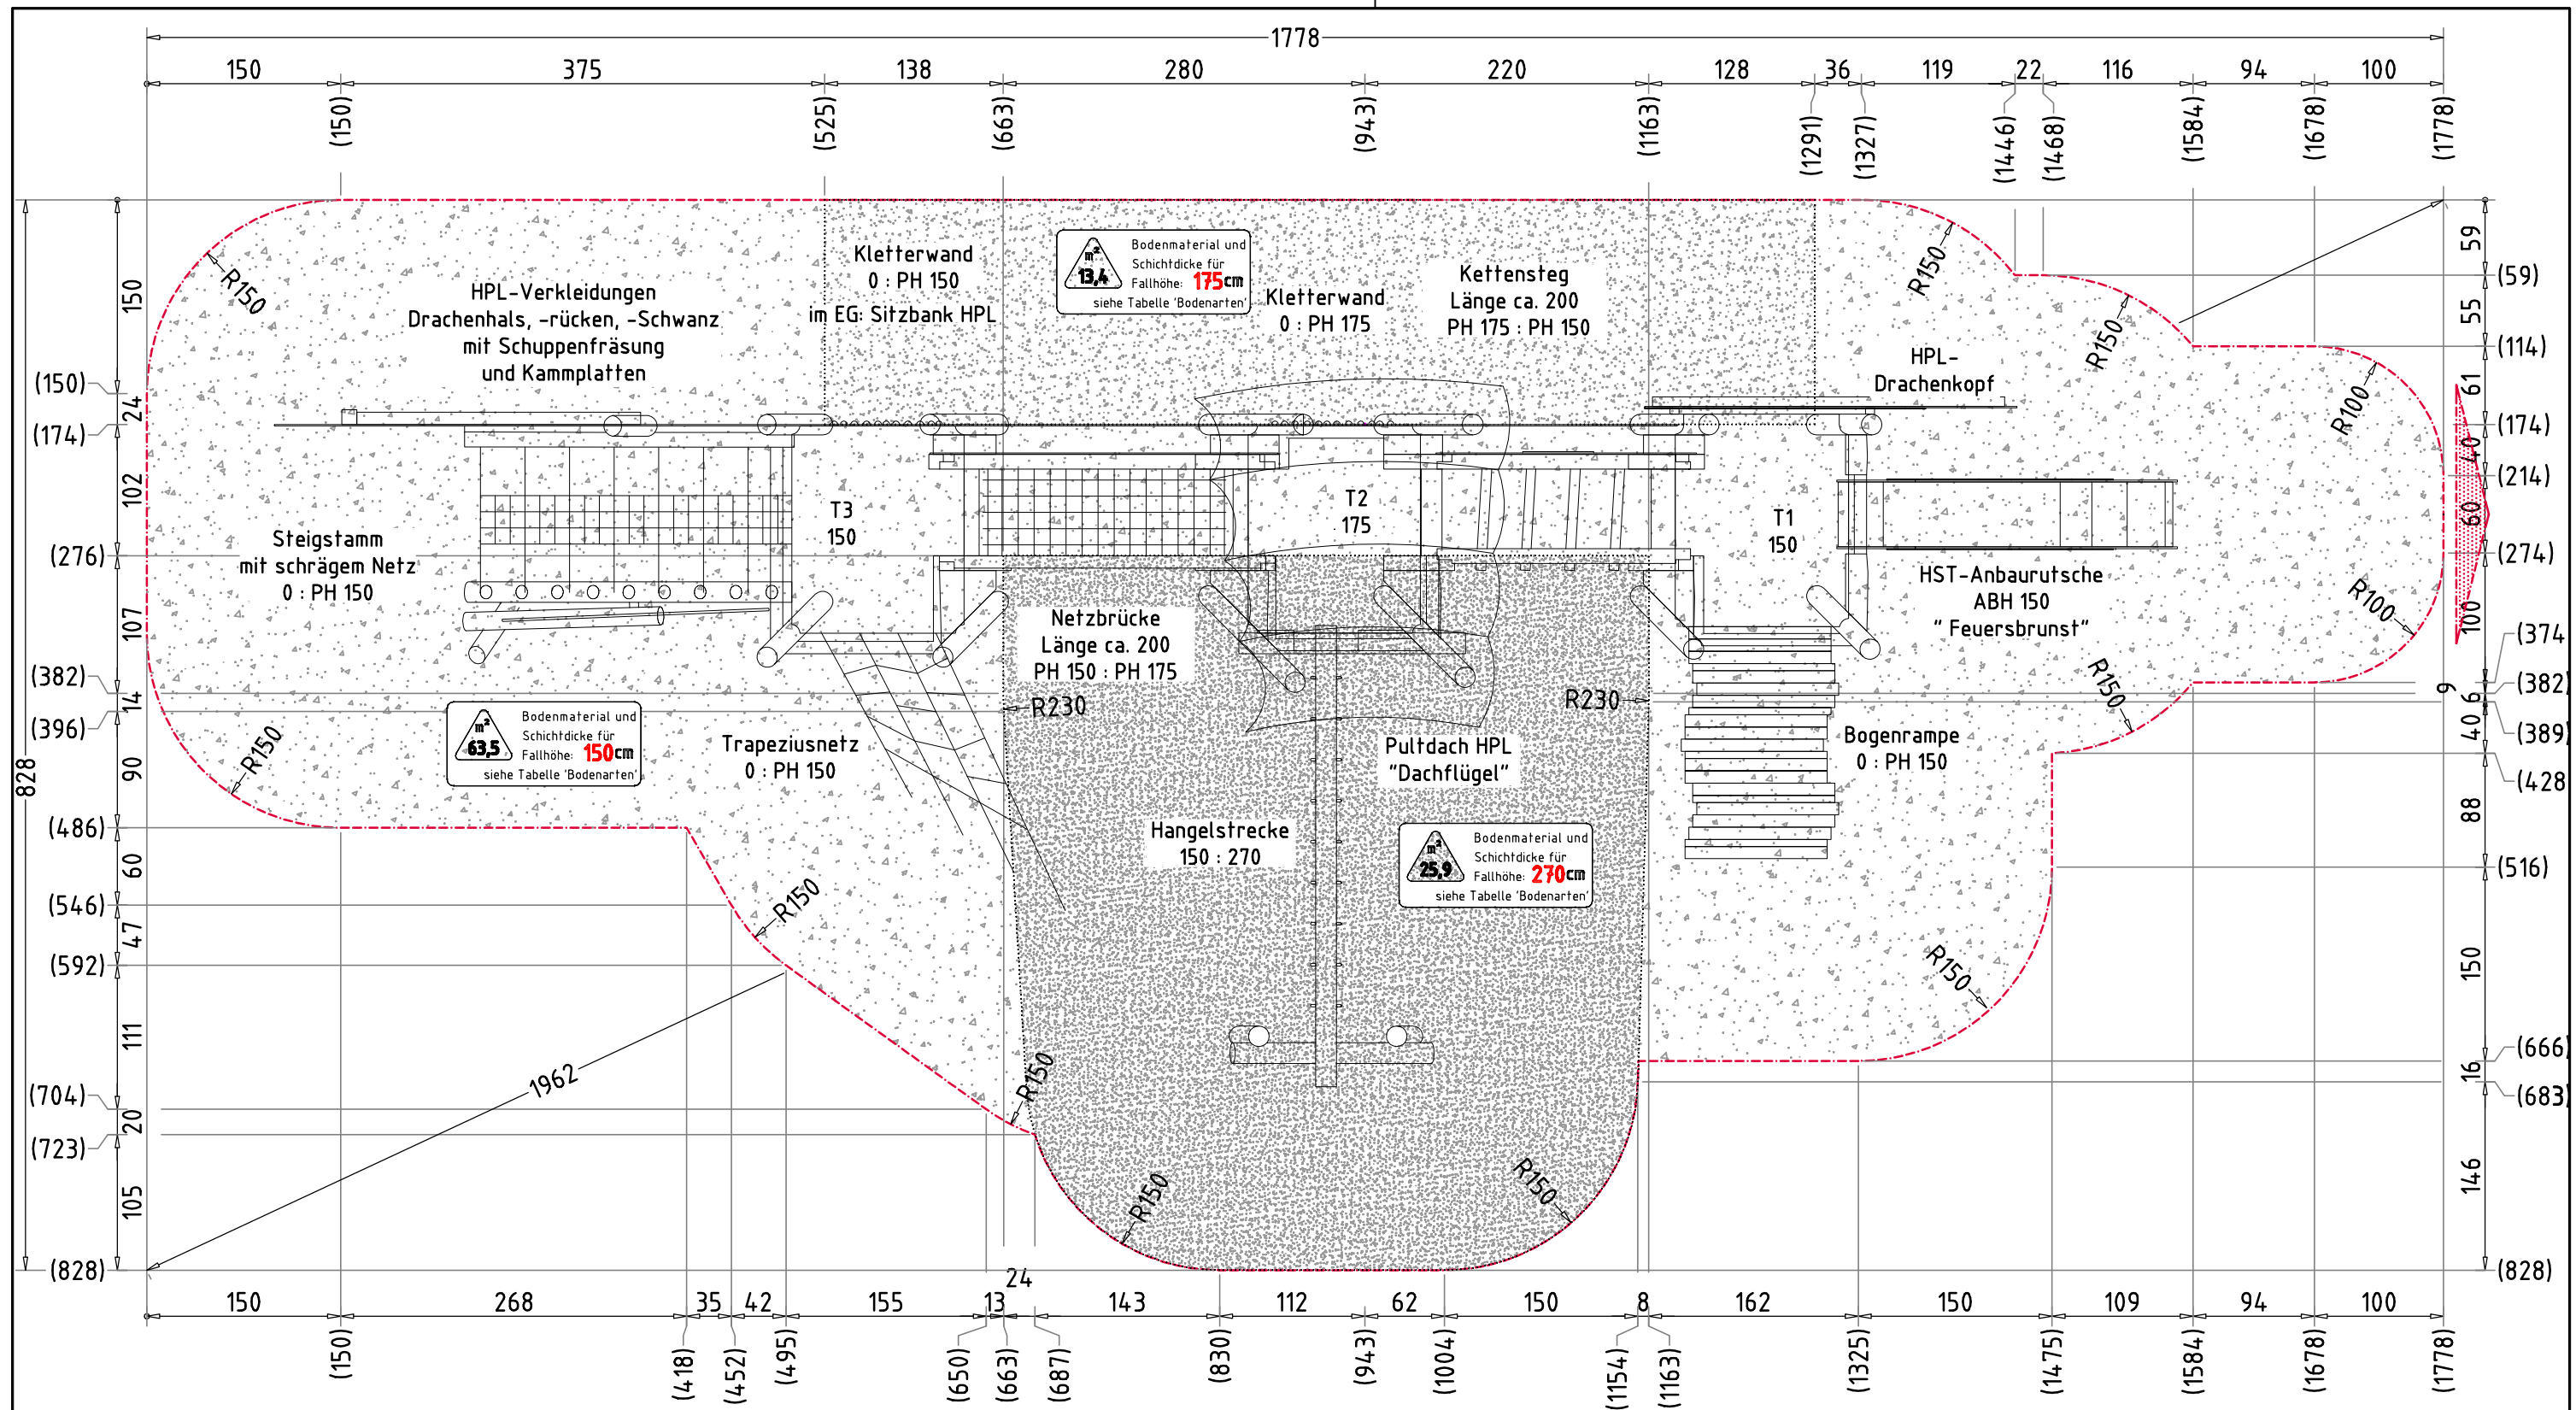 1778
150
375
138
280
220
128
36
119
22
116
94
100
(150)
(525)
(663)
(943)
(1163)
(1291)
(1327)
(1446)
(1468)
(1584)
(1678)
(1778)
828
150
24
102
107
14
90
60
47
111
20
105
(150)
(174)
(276)
(382)
(396)
(486)
(546)
(592)
(704)
(723)
(828)
R150
HPL-Verkleidungen
Drachenhals, -rücken, -Schwanz
mit Schuppenfräsung
und Kammplatten
Kletterwand
0 : PH 150
im EG: Sitzbank HPL
m²
13,4
Bodenmaterial und
Schichtdicke für
Fallhöhe: 175cm
siehe Tabelle 'Bodenarten'
Kletterwand
0 : PH 175
Kettensteg
Länge ca. 200
PH 175 : PH 150
R150
R150
HPL-
Drachenkopf
R100
Steigstamm
mit schrägem Netz
0 : PH 150
T3
150
T2
175
T1
150
HST-Anbaurutsche
ABH 150
"Feuersbrunst"
R100
Netzbrücke
Länge ca. 200
PH 150 : PH 175
R230
R230
R150
m²
63,5
Bodenmaterial und
Schichtdicke für
Fallhöhe: 150cm
siehe Tabelle 'Bodenarten'
R150
Trapeziusnetz
0 : PH 150
Pultdach HPL
"Dachflügel"
Bogenrampe
0 : PH 150
Hangelstrecke
150 : 270
m²
25,9
Bodenmaterial und
Schichtdicke für
Fallhöhe: 270cm
siehe Tabelle 'Bodenarten'
R150
R150
R150
R150
R150
1962
59
55
61
40
60
100
9
6
40
88
150
16
146
(59)
(114)
(174)
(214)
(274)
(374
(382)
(389)
(428
(516)
(666)
(683)
(828)
24
150
268
35
42
155
13
143
112
62
150
8
162
150
109
94
100
(150)
(418)
(452)
(495)
(650)
(663)
(687)
(830)
(943)
(1004)
(1154)
(1163)
(1325)
(1475)
(1584)
(1678)
(1778)